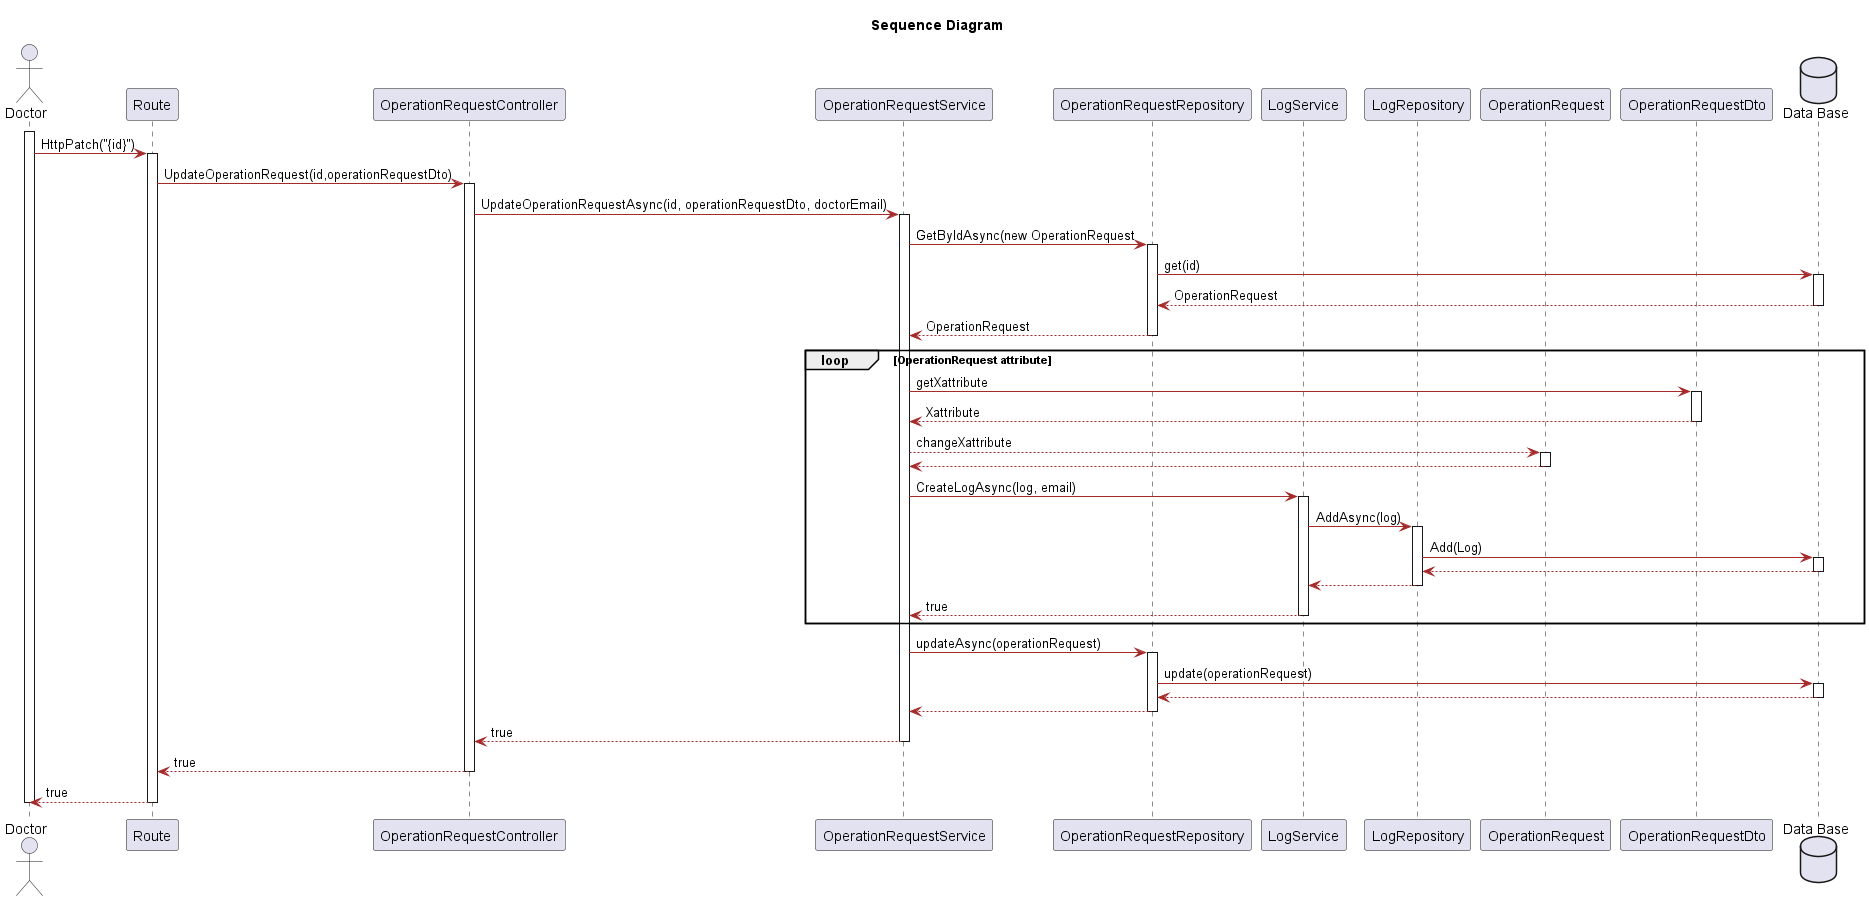 Sequence Diagram
Doctor
Route
OperationRequestController
OperationRequestService
OperationRequestRepository
LogService
LogRepository
OperationRequest
OperationRequestDto
Data Base
HttpPatch("{id}")
UpdateOperationRequest(id,operationRequestDto)
UpdateOperationRequestAsync(id, operationRequestDto, doctorEmail)
GetByIdAsync(new OperationRequest
get(id)
OperationRequest
OperationRequest
loop
[OperationRequest attribute]
getXattribute
Xattribute
changeXattribute
CreateLogAsync(log, email)
AddAsync(log)
Add(Log)
true
updateAsync(operationRequest)
update(operationRequest)
true
true
true
Doctor
Route
OperationRequestController
OperationRequestService
OperationRequestRepository
LogService
LogRepository
OperationRequest
OperationRequestDto
Data Base